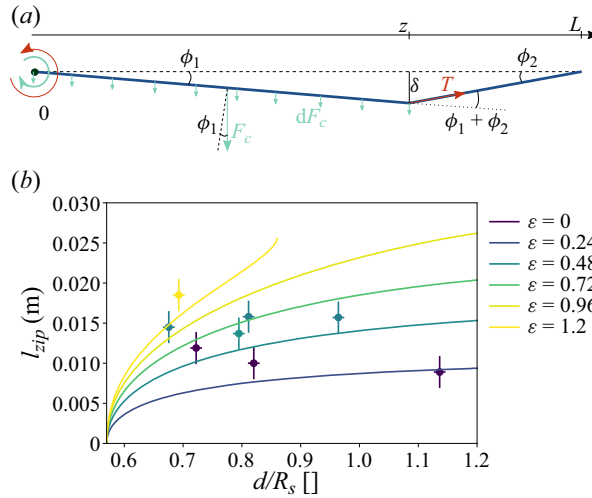 (a)
z
L
ϕ1
ϕ2
δ
T
0
ϕ1
Fc
dFc
ϕ1 + ϕ2
(b)
0.030
0.025
0.020
0.015
0.010
0.005
0
lzip (m)
0.6 0.7 0.8 0.9 1.0 1.1 1.2
d/Rs []
ε = 0
ε = 0.24
ε = 0.48
ε = 0.72
ε = 0.96
ε = 1.2